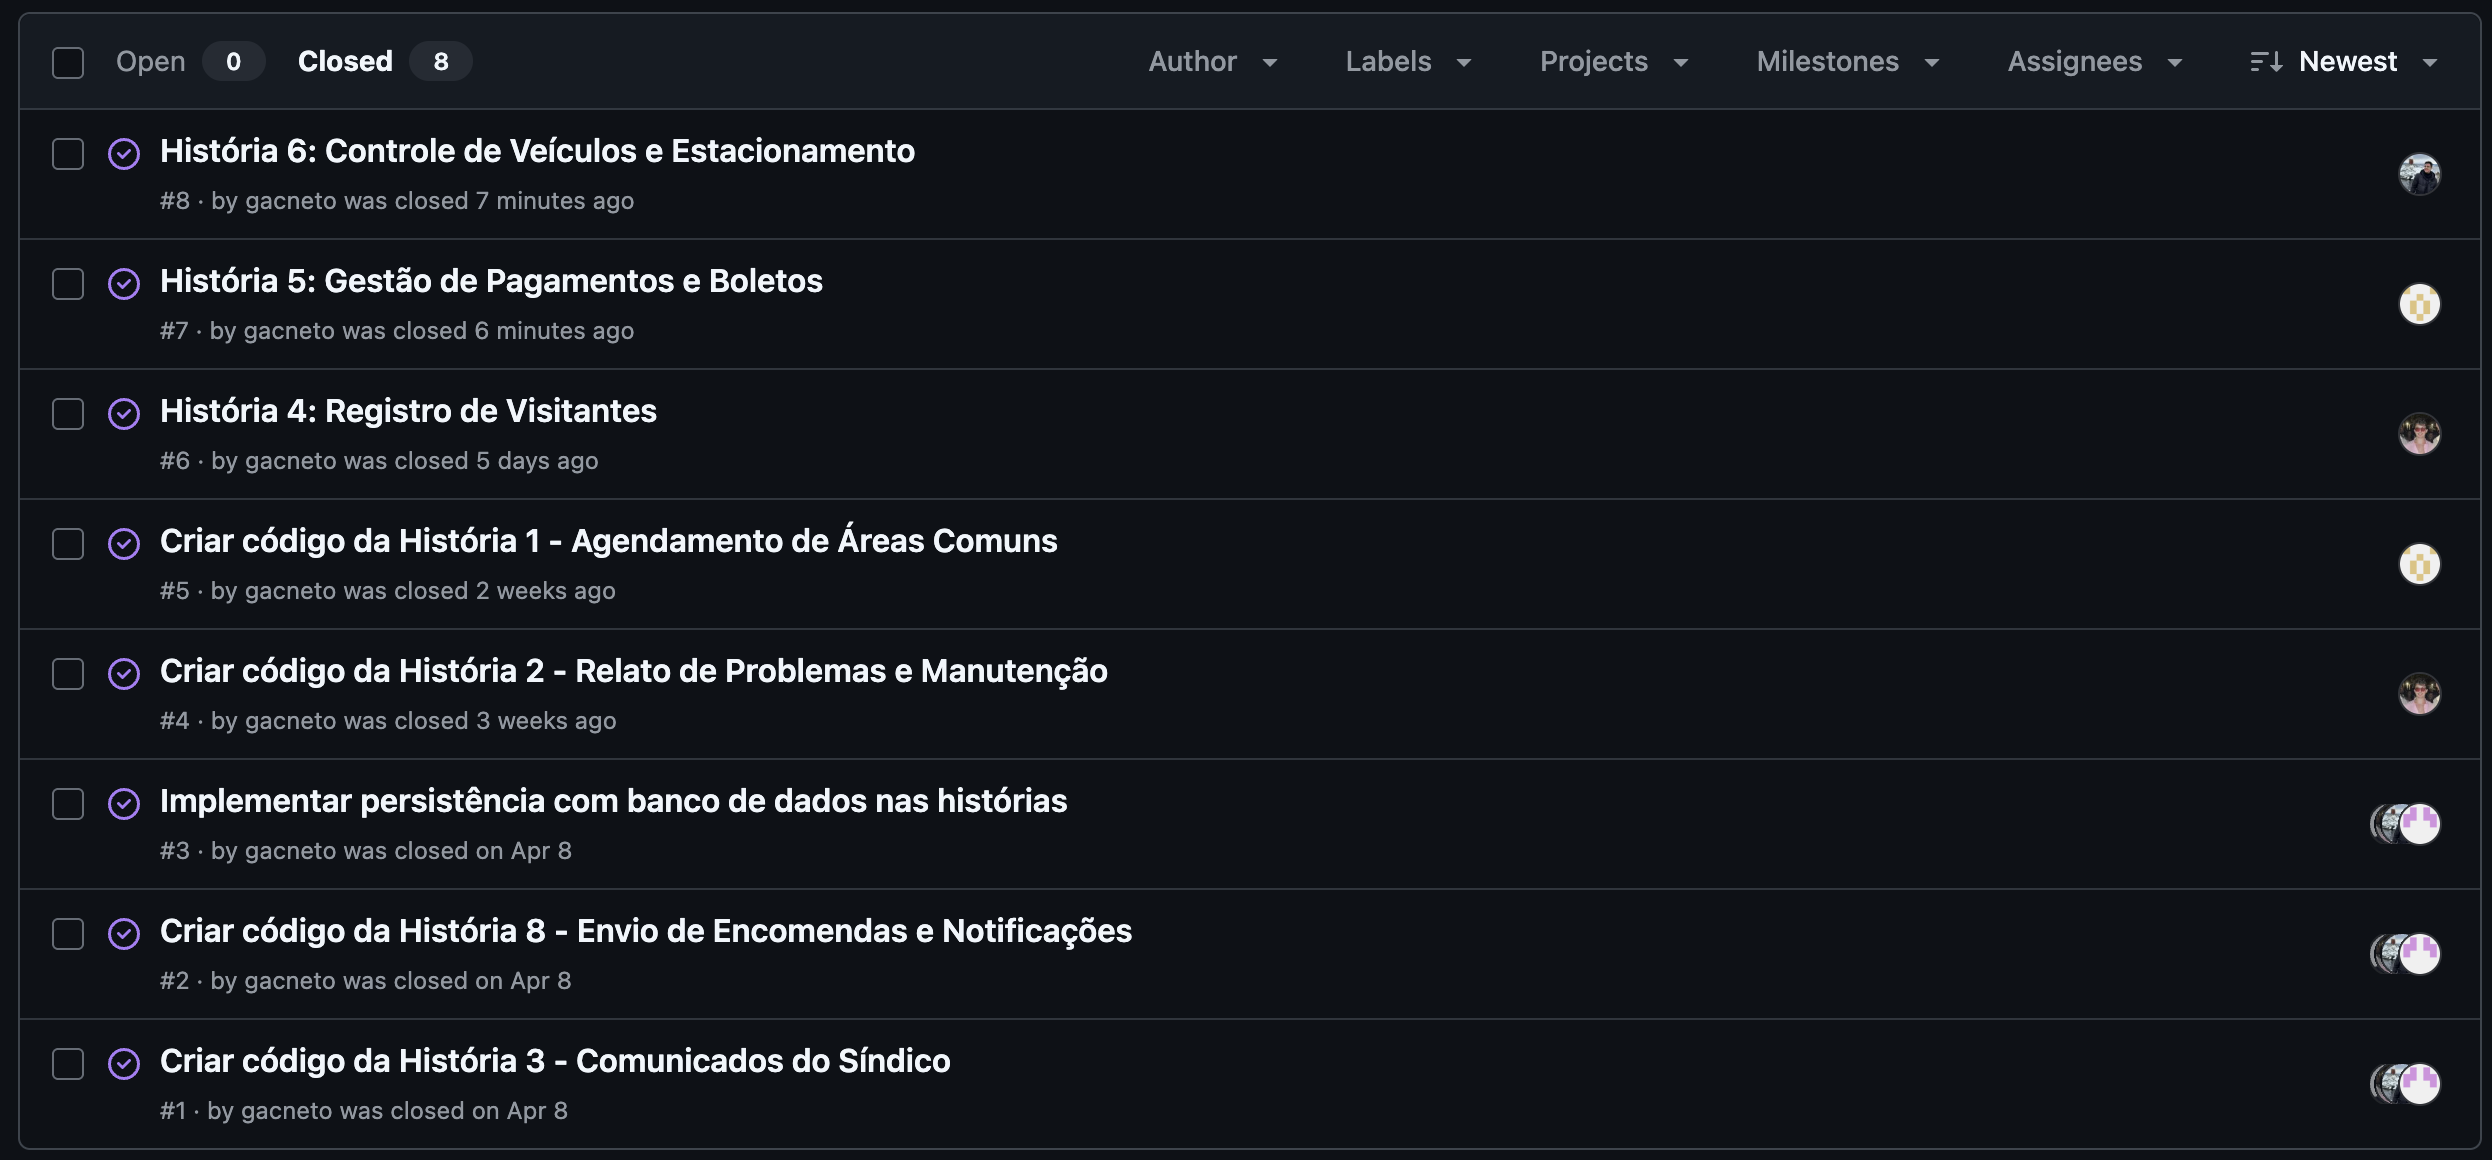 Open 0 Closed 8 Author Labels Projects Milestones Assignees Newest
História 6: Controle de Veículos e Estacionamento
#8 · by gacneto was closed 7 minutes ago
História 5: Gestão de Pagamentos e Boletos
#7 · by gacneto was closed 6 minutes ago
História 4: Registro de Visitantes
#6 · by gacneto was closed 5 days ago
Criar código da História 1 - Agendamento de Áreas Comuns
#5 · by gacneto was closed 2 weeks ago
Criar código da História 2 - Relato de Problemas e Manutenção
#4 · by gacneto was closed 3 weeks ago
Implementar persistência com banco de dados nas histórias
#3 · by gacneto was closed on Apr 8
Criar código da História 8 - Envio de Encomendas e Notificações
#2 · by gacneto was closed on Apr 8
Criar código da História 3 - Comunicados do Síndico
#1 · by gacneto was closed on Apr 8